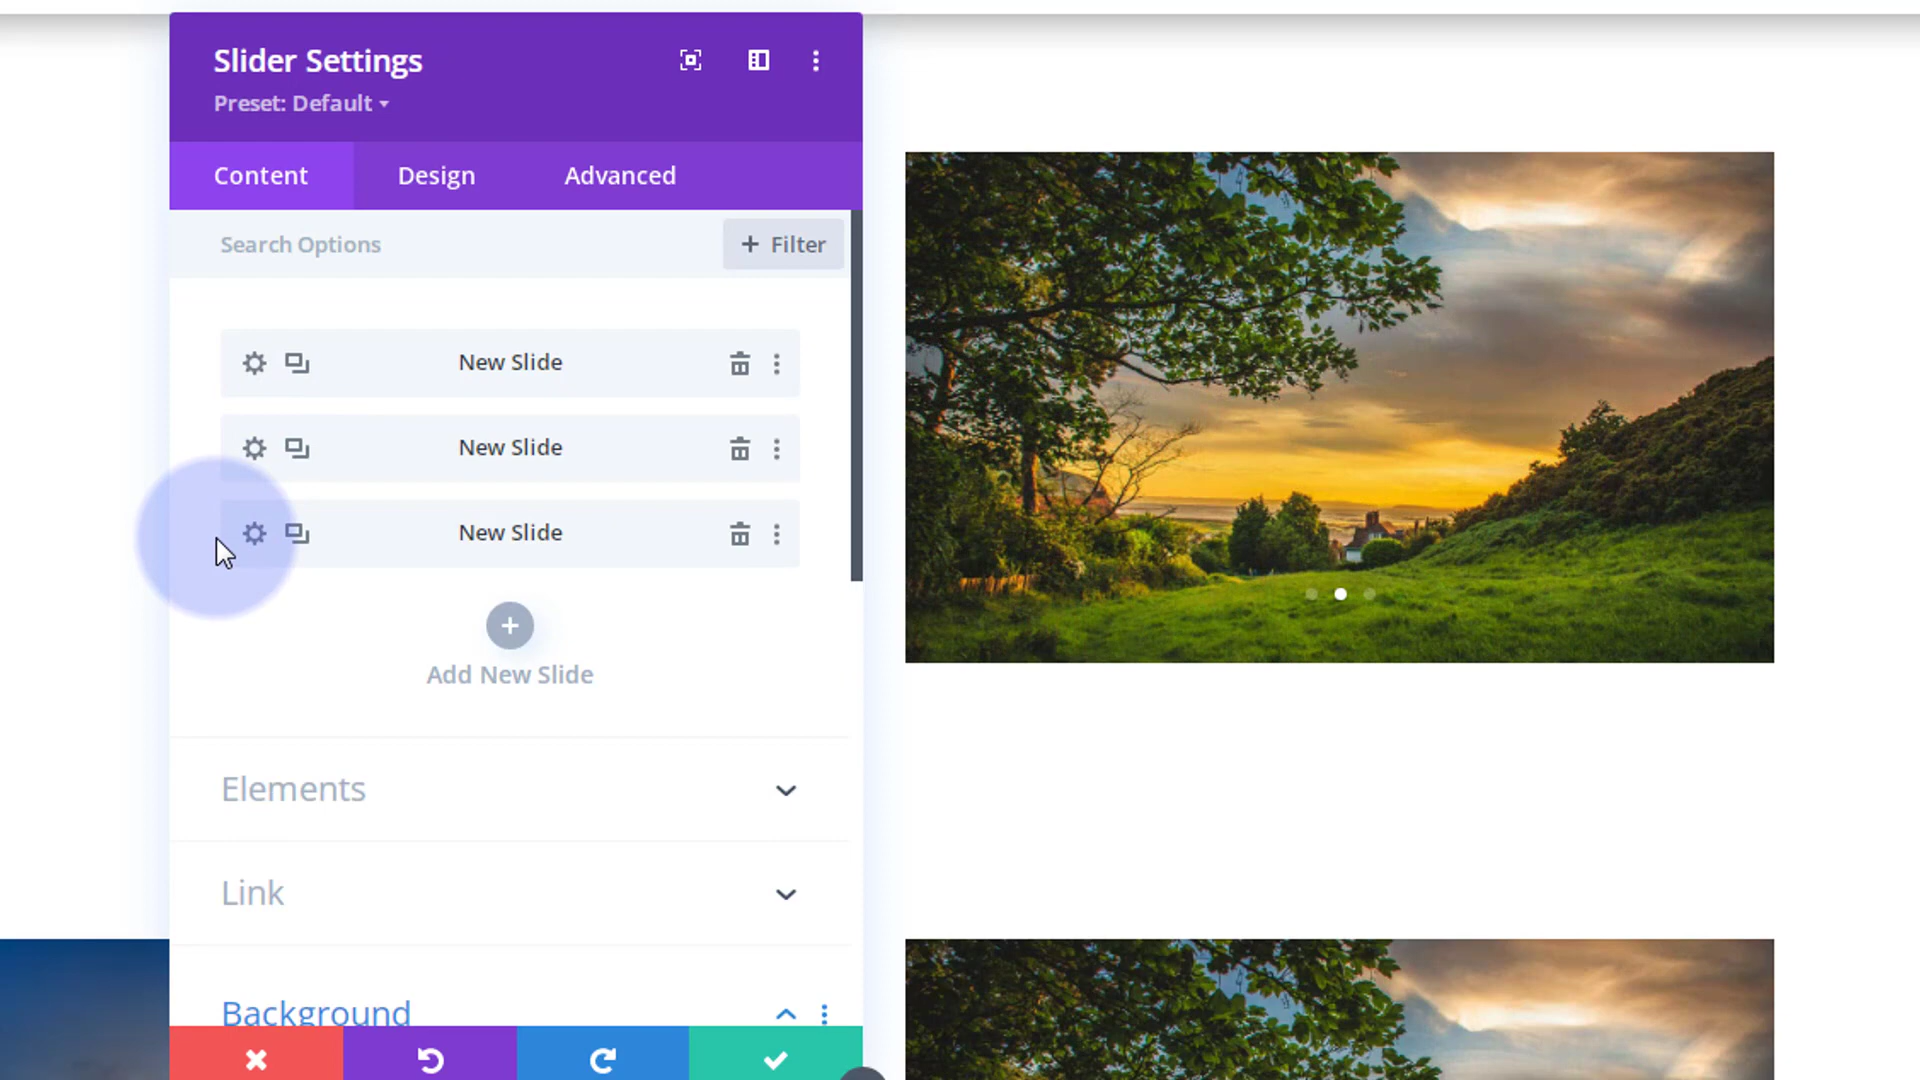 Slider Settings
Preset: Default
Content Design Advanced
Search Options
Filter
New Slide
New Slide
New Slide
Add New Slide
Elements
Link
Background